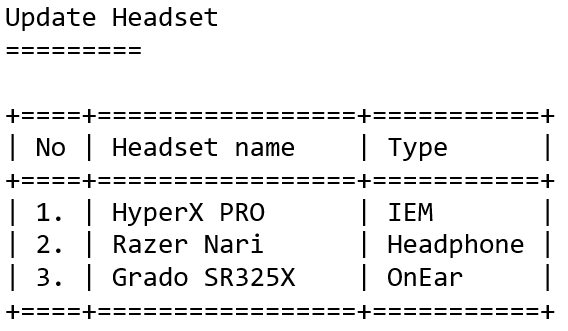 Update Headset
=========
+====+=================+===========+
| No | Headset name    | Type      |
+====+=================+===========+
| 1. | HyperX PRO      | IEM       |
| 2. | Razer Nari      | Headphone |
| 3. | Grado SR325X    | OnEar     |
+====+=================+===========+